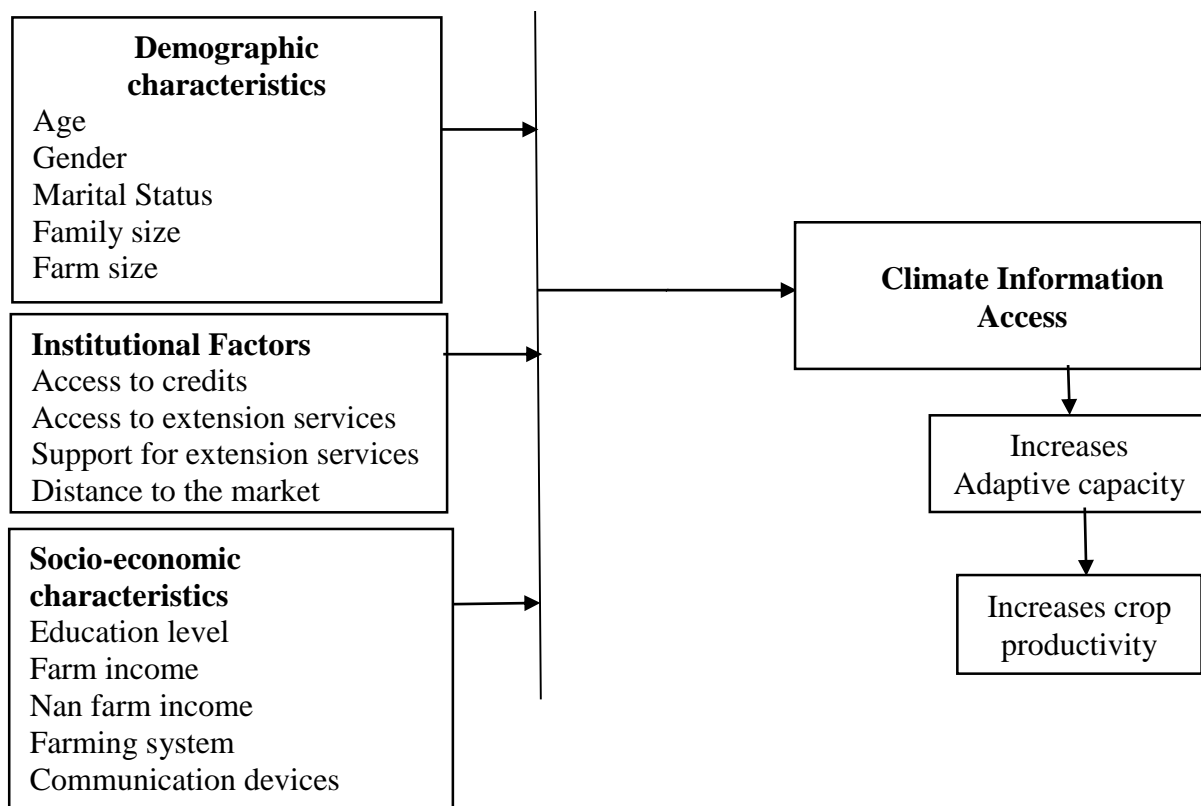 Demographic
characteristics
Age
Gender
Marital Status
Family size
Farm size
Institutional Factors
Access to credits
Access to extension services
Support for extension services
Distance to the market
Socio-economic
characteristics
Education level
Farm income
Nan farm income
Farming system
Communication devices
Climate Information
Access
Increases
Adaptive capacity
Increases crop
productivity